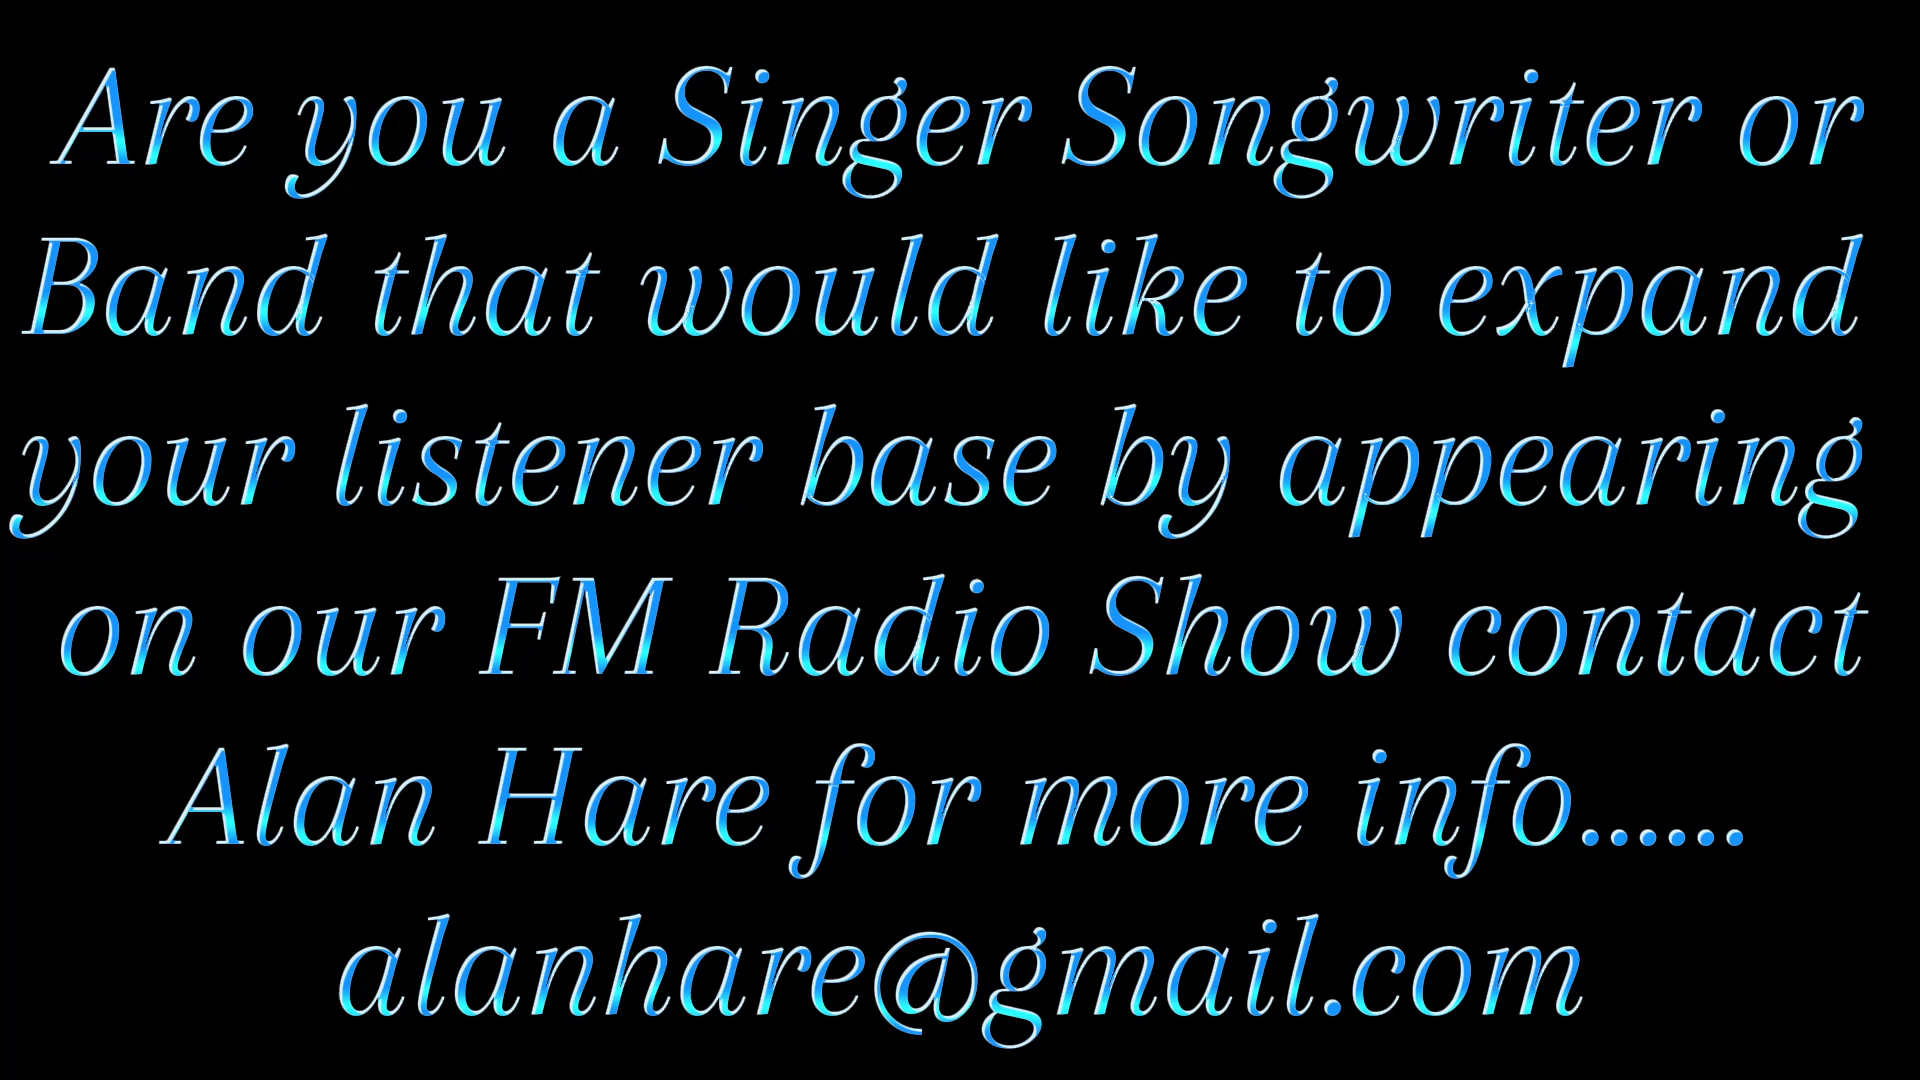 Are you a Singer Songwriter or
Band that would like to expand
your listener base by appearing
on our FM Radio Show contact
Alan Hare for more info......
alanhare@gmail.com